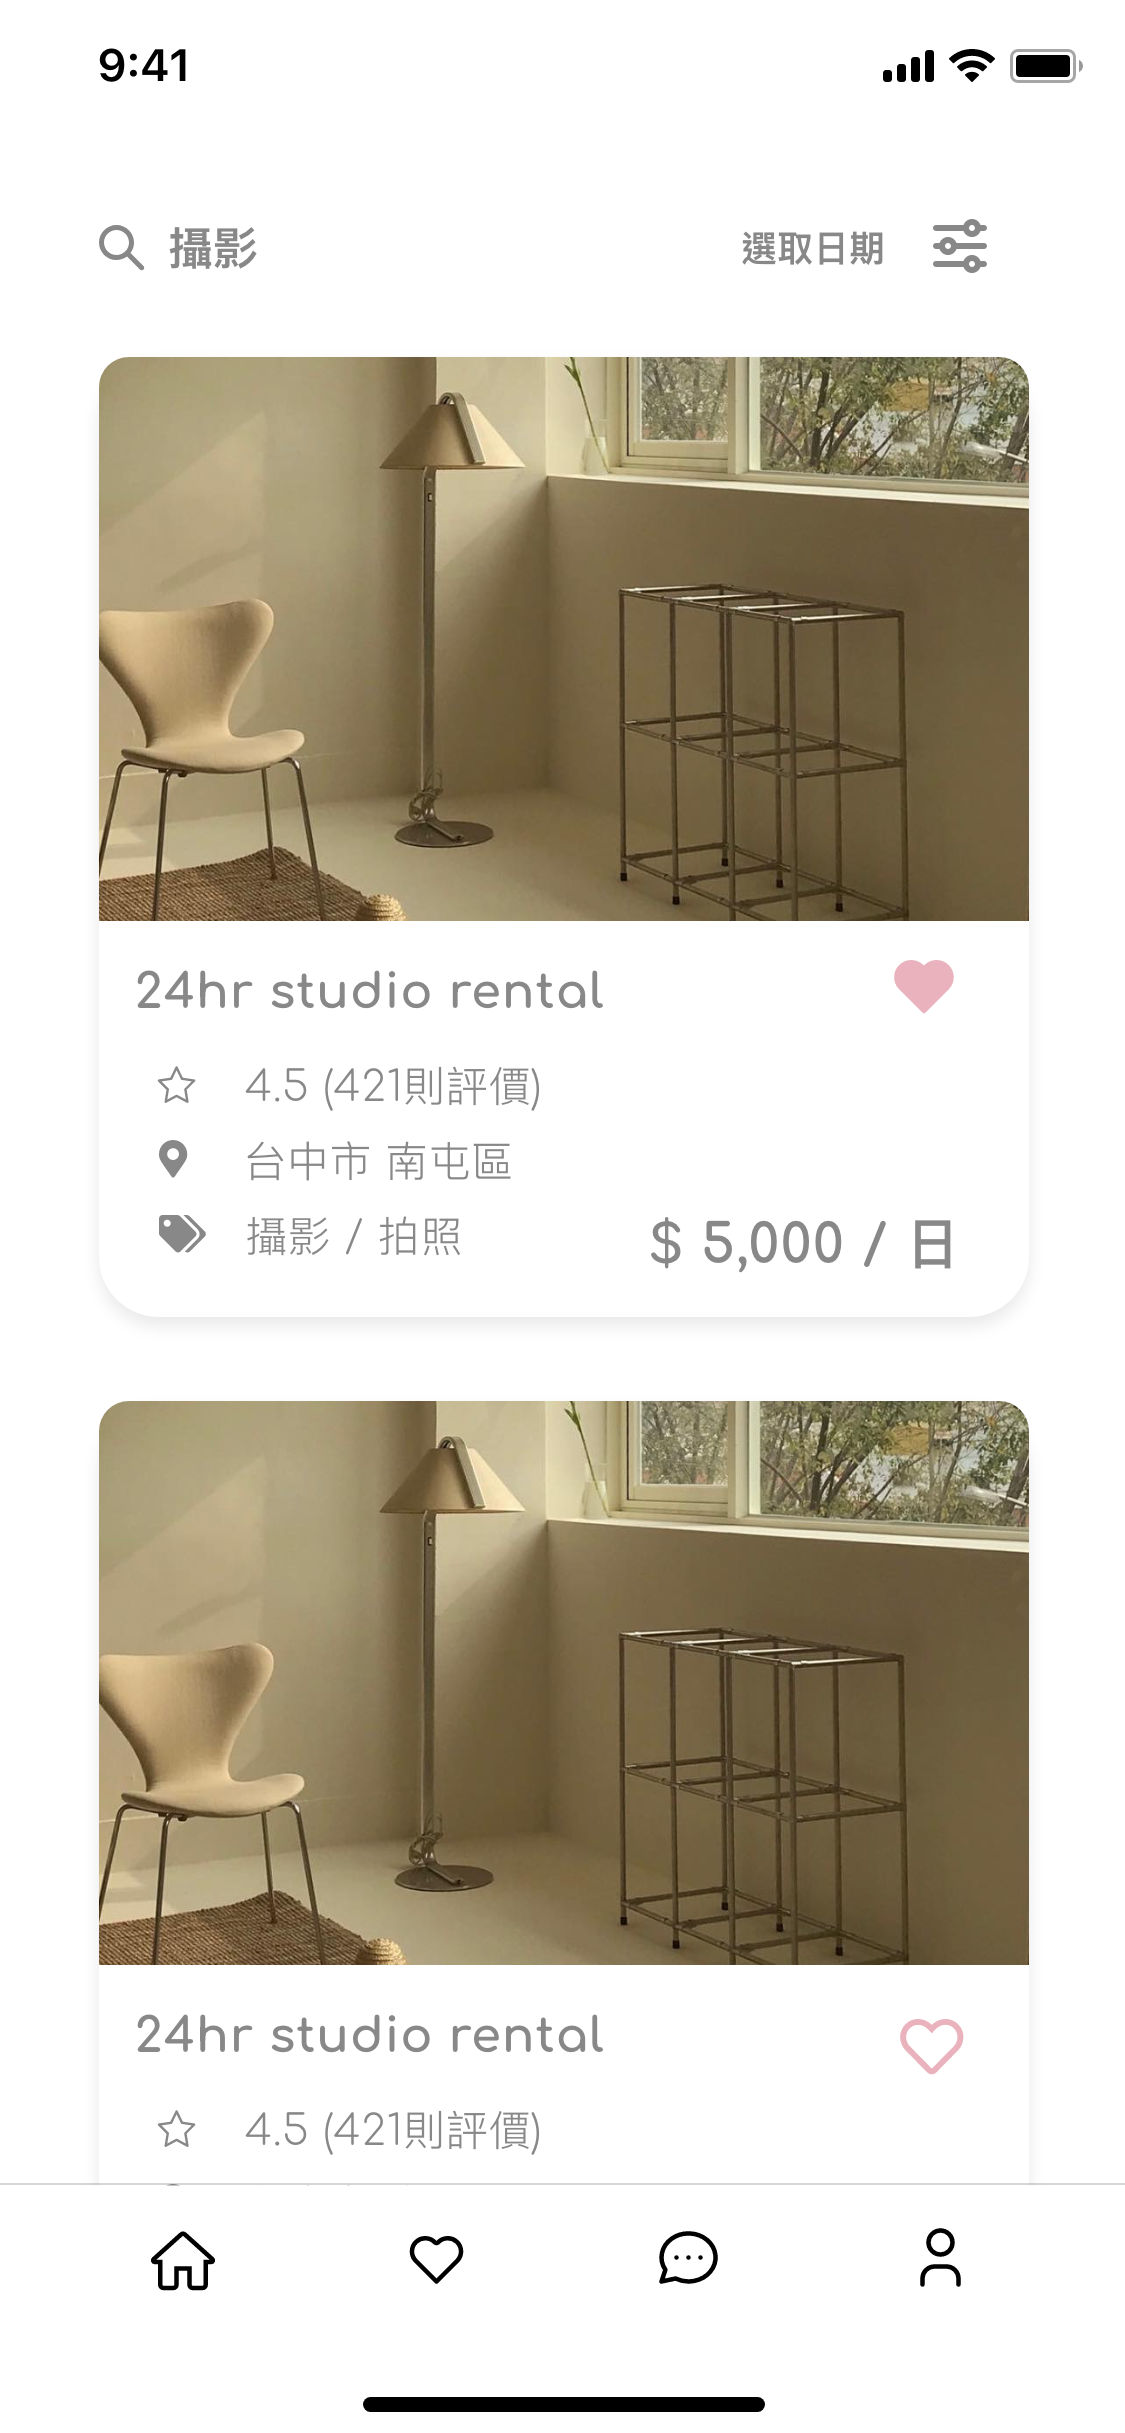 9:41
攝影
選取日期
24hr studio rental
4.5 (421則評價)
台中市 南屯區
攝影 / 拍照
$ 5,000 / 日
24hr studio rental
4.5 (421則評價)